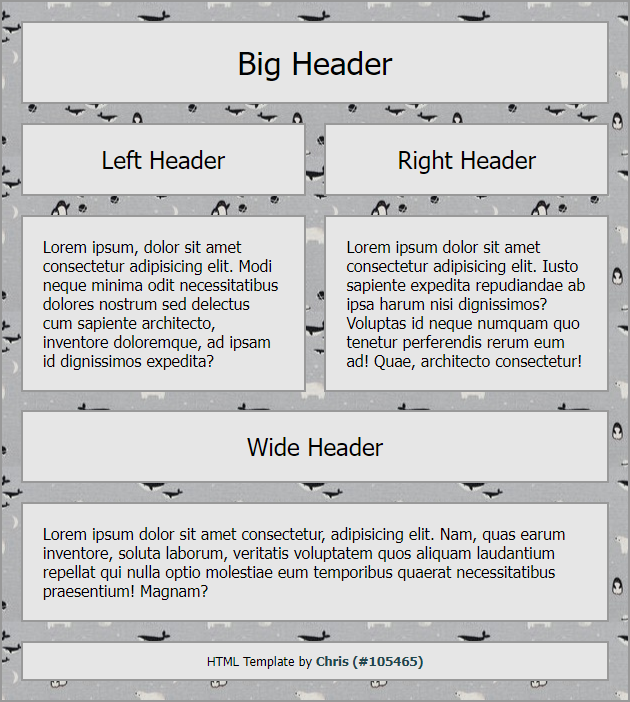 Big Header
Left Header
Right Header
Lorem ipsum, dolor sit amet
consectetur adipisicing elit. Modi
neque minima odit necessitatibus
dolores nostrum sed delectus
cum sapiente architecto,
inventore doloremque, ad ipsam
id dignissimos expedita?
Lorem ipsum dolor sit amet
consectetur adipisicing elit. Iusto
sapiente expedita repudiandae ab
ipsa harum nisi dignissimos?
Voluptas id neque numquam quo
tenetur perferendis rerum eum
ad! Quae, architecto consectetur!
Wide Header
Lorem ipsum dolor sit amet consectetur, adipisicing elit. Nam, quas earum
inventore, soluta laborum, veritatis voluptatem quos aliquam laudantium
repellat qui nulla optio molestiae eum temporibus quaerat necessitatibus
praesentium! Magnam?
HTML Template by Chris (#105465)